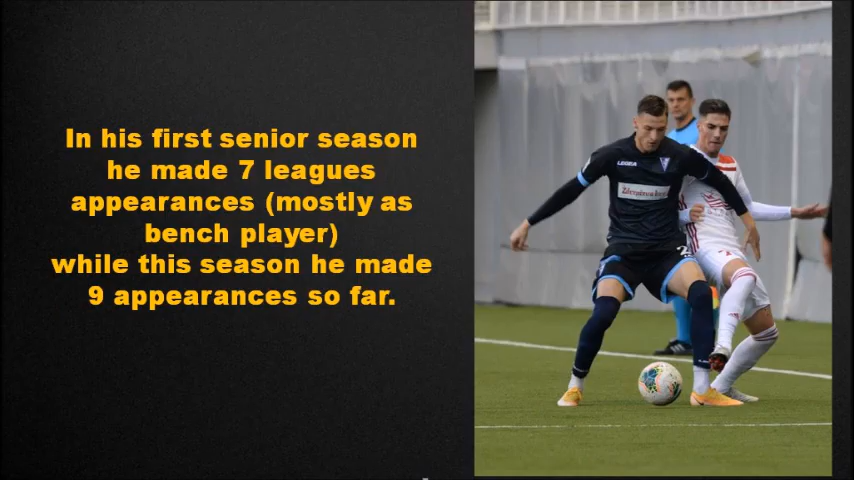 In his first senior season
he made 7 leagues
appearances (mostly as
bench player)
while this season he made
9 appearances so far.
LEGEA